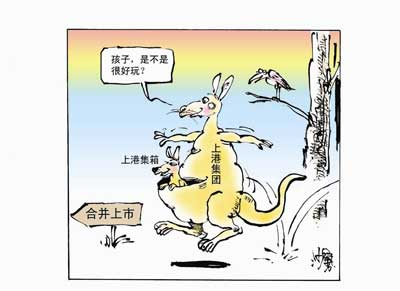 孩子，是不是
很好玩？
上港集箱
上港集团
合并上市